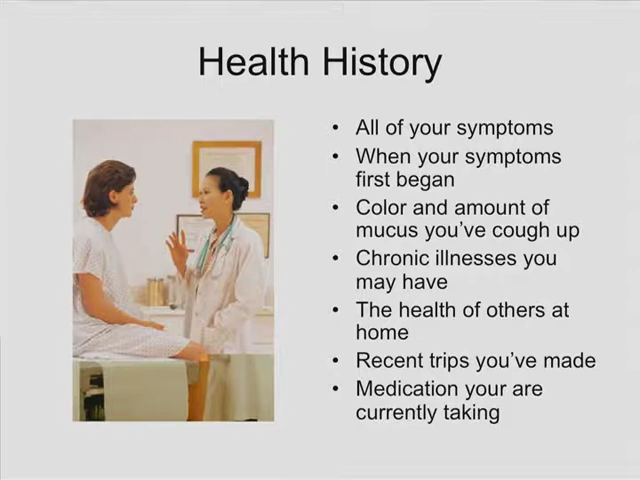 Health History
• All of your symptoms
• When your symptoms
first began
• Color and amount of
mucus you’ve cough up
• Chronic illnesses you
may have
• The health of others at
home
• Recent trips you’ve made
• Medication your are
currently taking